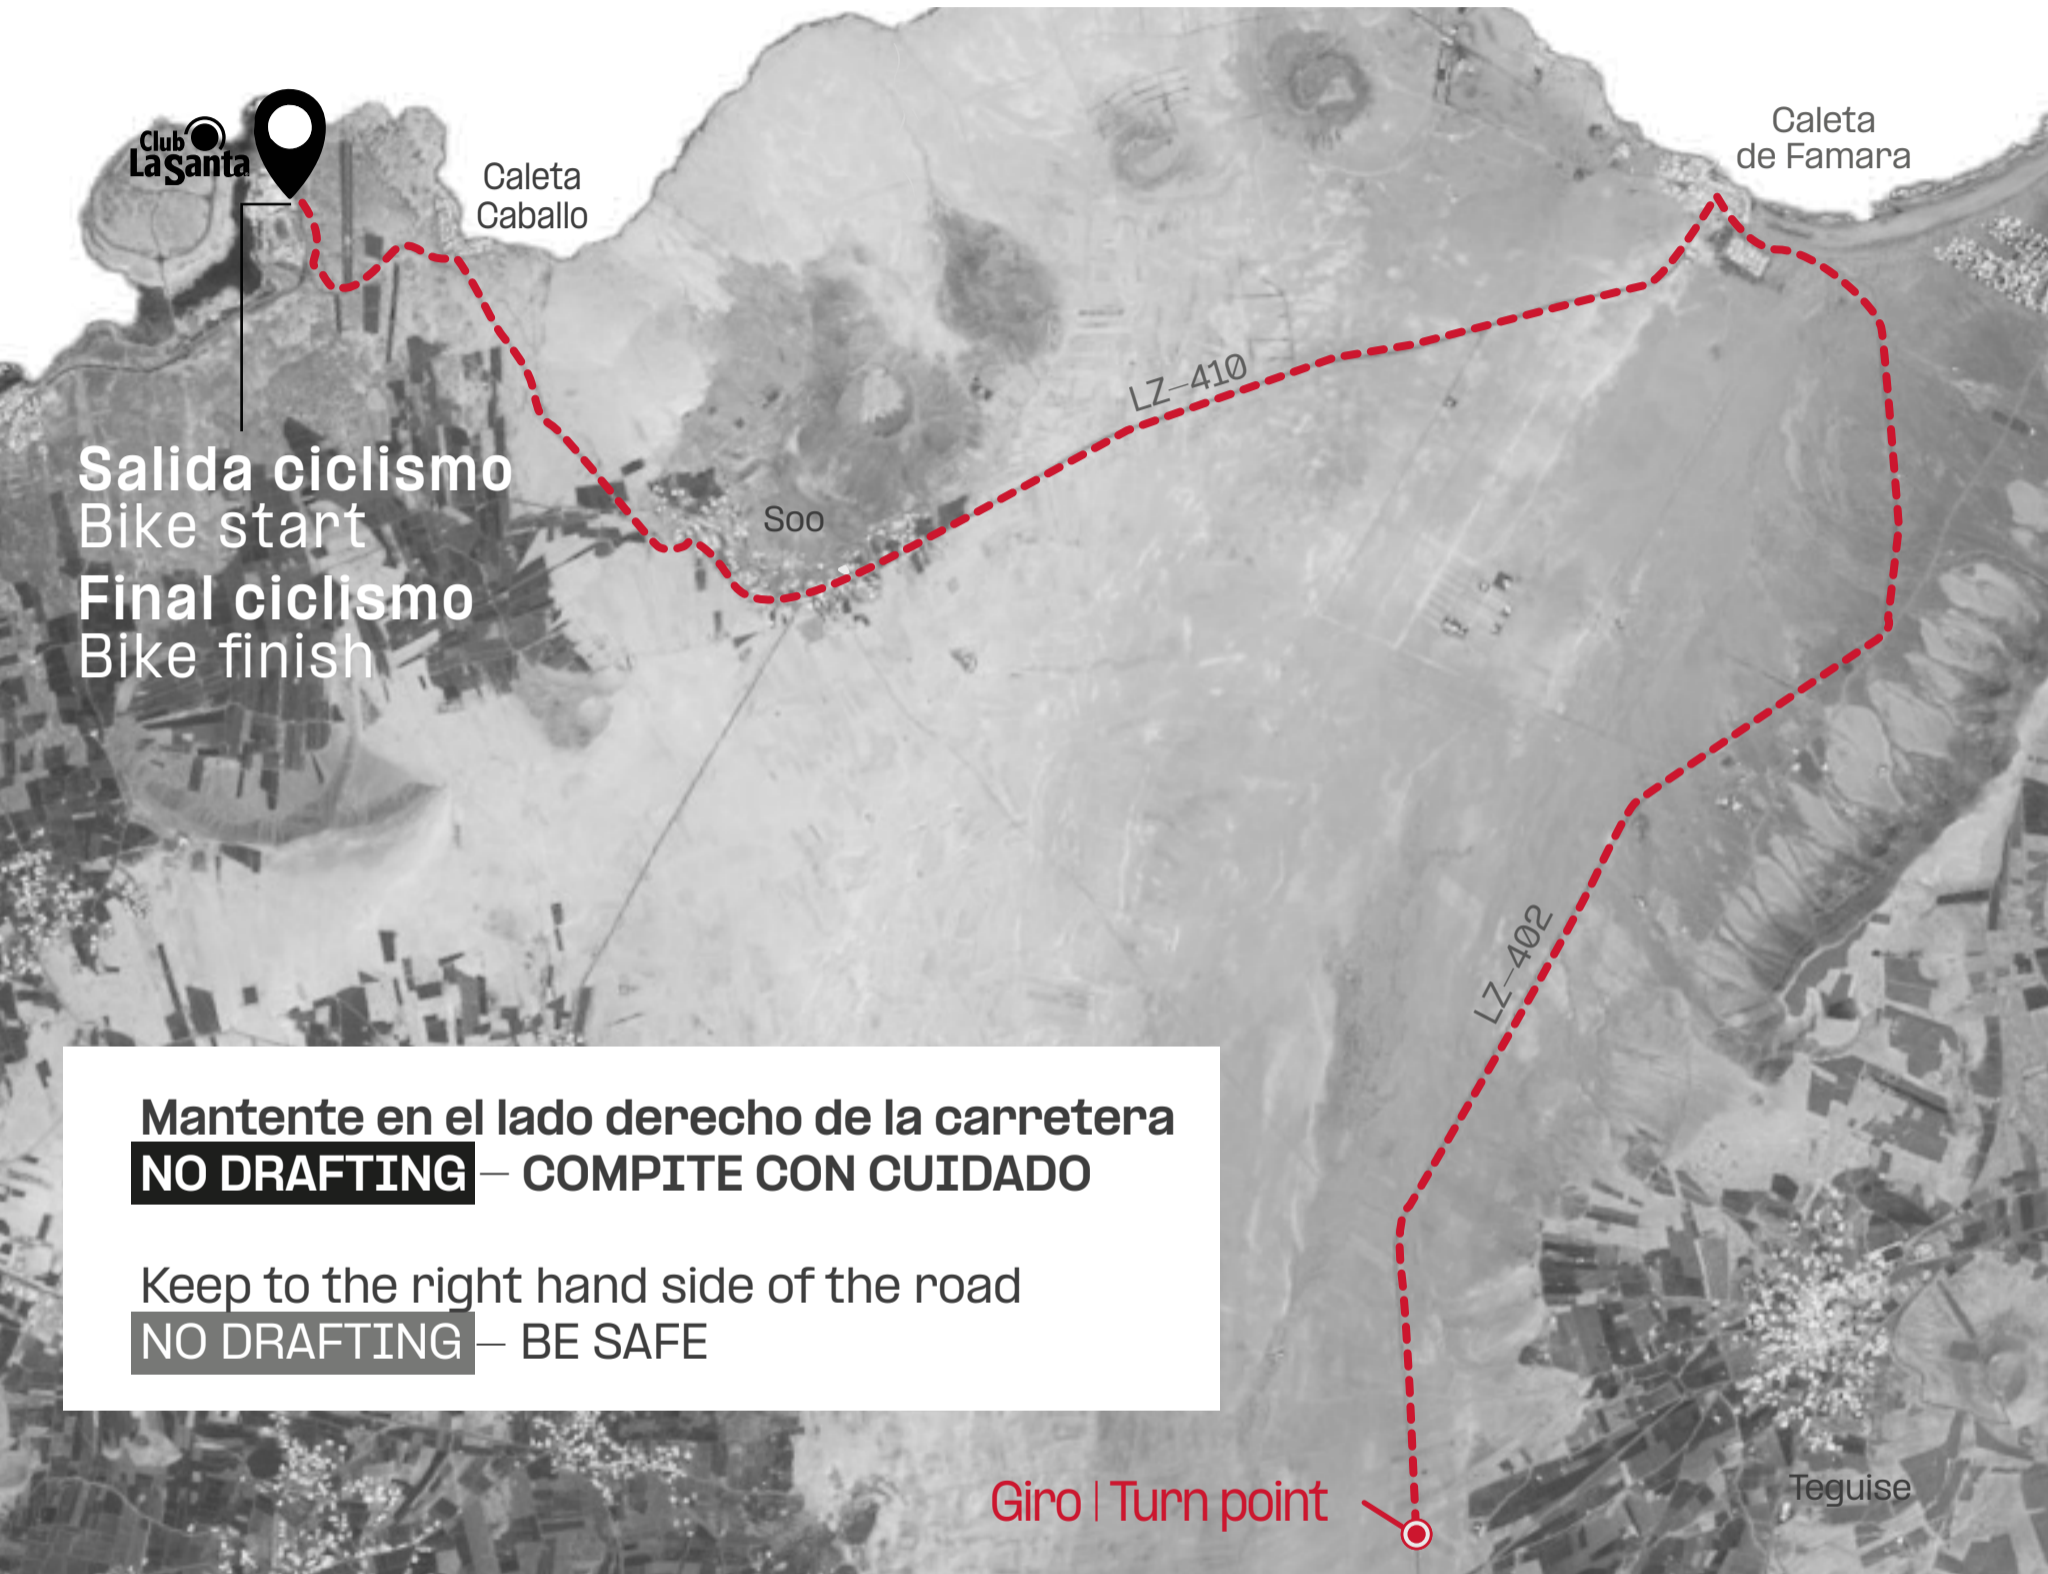 Club
LaSanta
Caleta
Caballo
Caleta
de Famara
LZ-410
Salida ciclismo
Bike start
Final ciclismo
Bike finish
Soo
LZ-402
Mantente en el lado derecho de la carretera
NO DRAFTING – COMPITE CON CUIDADO
Keep to the right hand side of the road
NO DRAFTING – BE SAFE
Giro | Turn point
Teguise